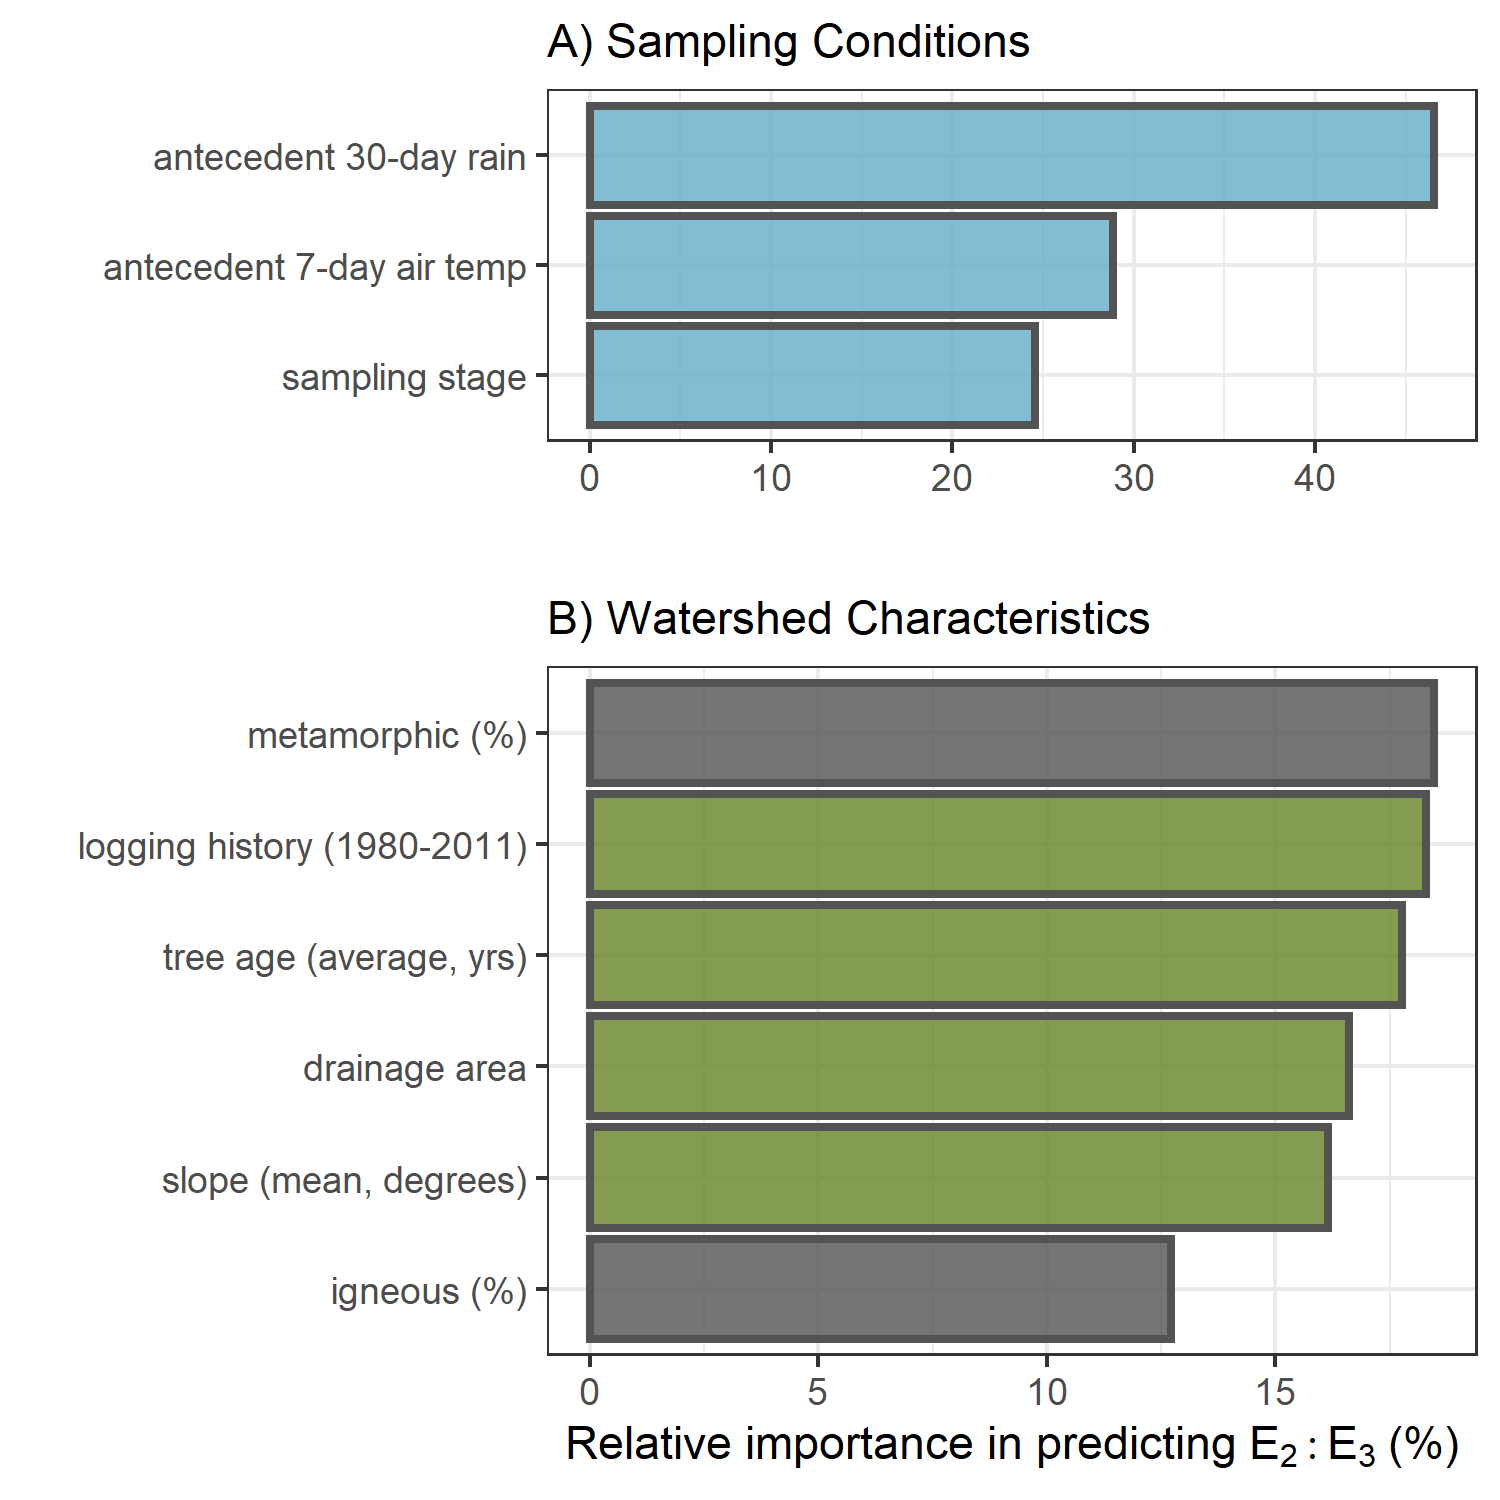 A) Sampling Conditions
antecedent 30-day rain
antecedent 7-day air temp
sampling stage
0 10 20 30 40
B) Watershed Characteristics
metamorphic (%)
logging history (1980-2011)
tree age (average, yrs)
drainage area
slope (mean, degrees)
igneous (%)
0 5 10 15
Relative importance in predicting E₂ : E₃ (%)